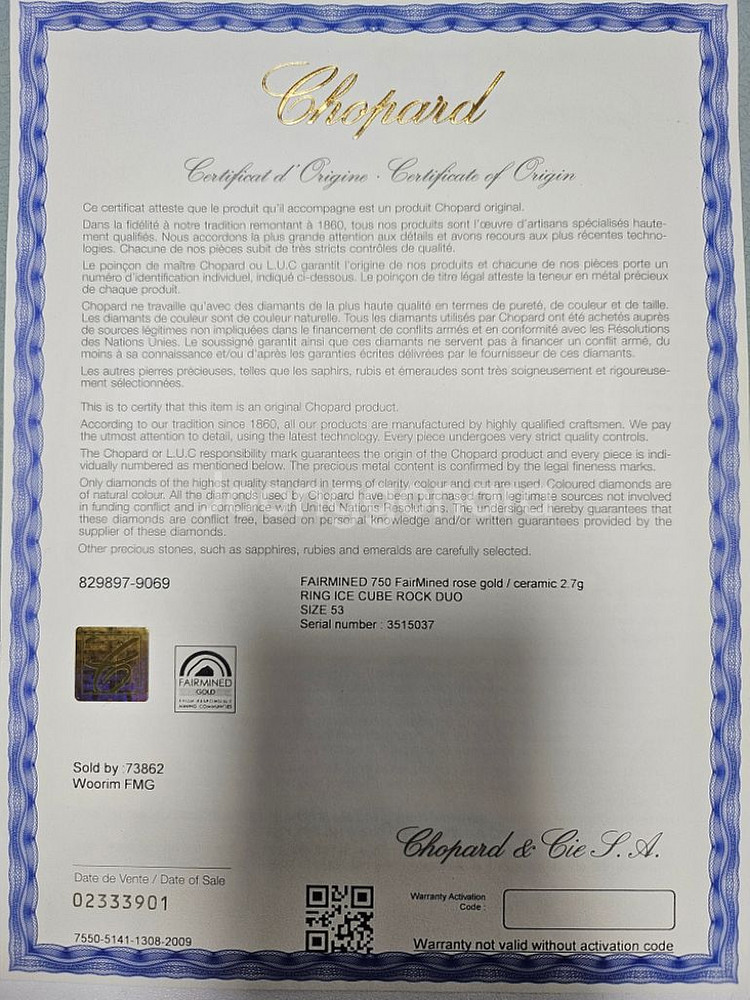 Chopard
Certificat d'Origine · Certificate of Origin
Ce certificat atteste que le produit qu'il accompagne est un produit Chopard original.
Dans la fidélité à notre tradition remontant à 1860, tous nos produits sont l'œuvre d'artisans spécialisés haute-
ment qualifiés. Nous accordons la plus grande attention aux détails et avons recours aux plus récentes techno-
logies. Chacune de nos pièces subit de très stricts contrôles de qualité.
Le poinçon de maître Chopard ou L.U.C garantit l'origine de nos produits et chacune de nos pièces porte un
numéro d'identification individuel, indiqué ci-dessous. Le poinçon de titre légal atteste la teneur en métal précieux
de chaque produit.
Chopard ne travaille qu'avec des diamants de la plus haute qualité en termes de pureté, de couleur et de taille.
Les diamants de couleur sont de couleur naturelle. Tous les diamants utilisés par Chopard ont été achetés auprès
de sources légitimes non impliquées dans le financement de conflits armés et en conformité avec les Résolutions
des Nations Unies. Le soussigné garantit ainsi que ces diamants ne servent pas à financer un conflit armé, du
moins à sa connaissance et/ou d'après les garanties écrites délivrées par le fournisseur de ces diamants.
Les autres pierres précieuses, telles que les saphirs, rubis et émeraudes sont très soigneusement et rigoureuse-
ment sélectionnées.
This is to certify that this item is an original Chopard product.
According to our tradition since 1860, all our products are manufactured by highly qualified craftsmen. We pay
the utmost attention to detail, using the latest technology. Every piece undergoes very strict quality controls.
The Chopard or L.U.C responsibility mark guarantees the origin of the Chopard product and every piece is indi-
vidually numbered as mentioned below. The precious metal content is confirmed by the legal fineness marks.
Only diamonds of the highest quality standard in terms of clarity, colour and cut are used. Coloured diamonds are
of natural colour. All the diamonds used by Chopard have been purchased from legitimate sources not involved
in funding conflict and in compliance with United Nations Resolutions. The undersigned hereby guarantees that
these diamonds are conflict free, based on personal knowledge and/or written guarantees provided by the
supplier of these diamonds.
Other precious stones, such as sapphires, rubies and emeralds are carefully selected.
829897-9069
FAIRMINED 750 FairMined rose gold / ceramic 2.7g
RING ICE CUBE ROCK DUO
SIZE 53
Serial number : 3515037
FAIRMINED
GOLD
FROM RESPONSIBLE
MINING COMMUNITIES
Sold by :73862
Woorim FMG
Chopard & Cie S.A.
Date de Vente / Date of Sale
02333901
7550-5141-1308-2009
Warranty Activation
Code :
Warranty not valid without activation code